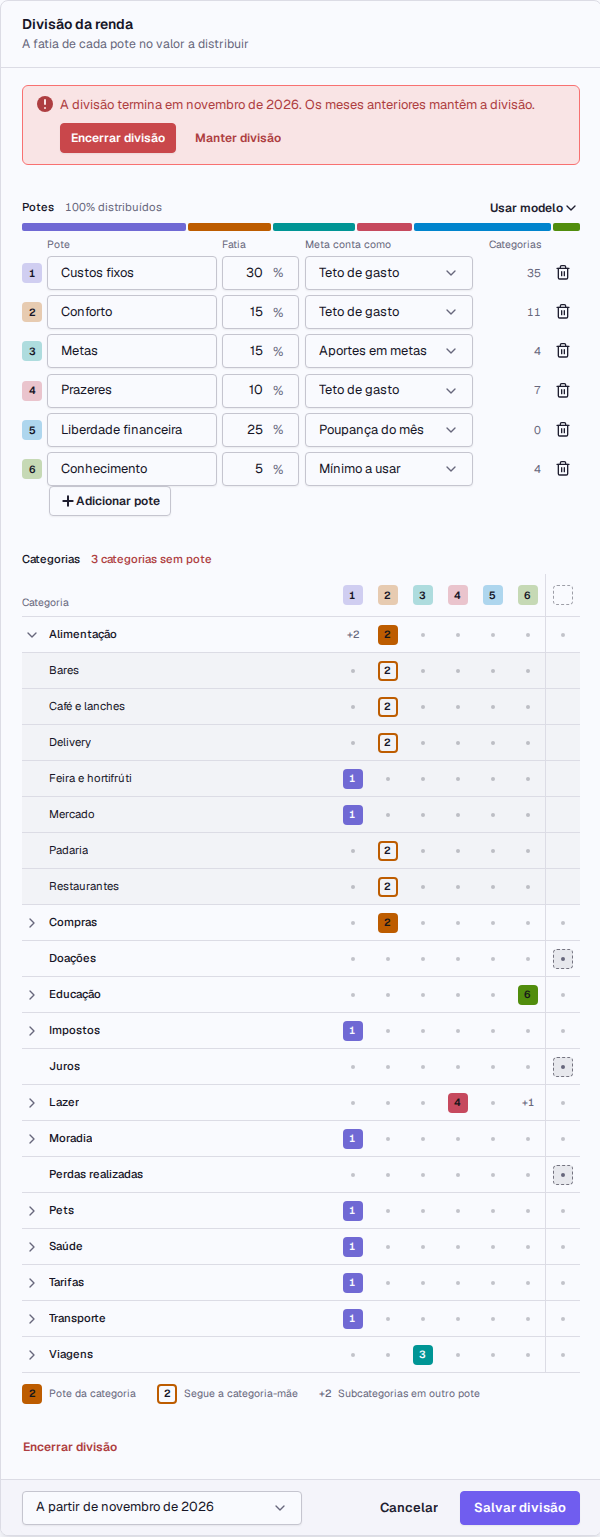 Divisão da renda
A fatia de cada pote no valor a distribuir
A divisão termina em novembro de 2026. Os meses anteriores mantêm a divisão.
Encerrar divisão Manter divisão
Potes 100% distribuídos Usar modelo
Pote Fatia Meta conta como Categorias
1 Custos fixos 30 % Teto de gasto 35
2 Conforto 15 % Teto de gasto 11
3 Metas 15 % Aportes em metas 4
4 Prazeres 10 % Teto de gasto 7
5 Liberdade financeira 25 % Poupança do mês 0
6 Conhecimento 5 % Mínimo a usar 4
Adicionar pote
Categorias 3 categorias sem pote
Categoria 1 2 3 4 5 6
Alimentação +2 2
Bares 2
Café e lanches 2
Delivery 2
Feira e hortifrúti 1
Mercado 1
Padaria 2
Restaurantes 2
Compras 2
Doações
Educação 6
Impostos 1
Juros
Lazer 4 +1
Moradia 1
Perdas realizadas
Pets 1
Saúde 1
Tarifas 1
Transporte 1
Viagens 3
2 Pote da categoria 2 Segue a categoria-mãe +2 Subcategorias em outro pote
Encerrar divisão
A partir de novembro de 2026 Cancelar Salvar divisão